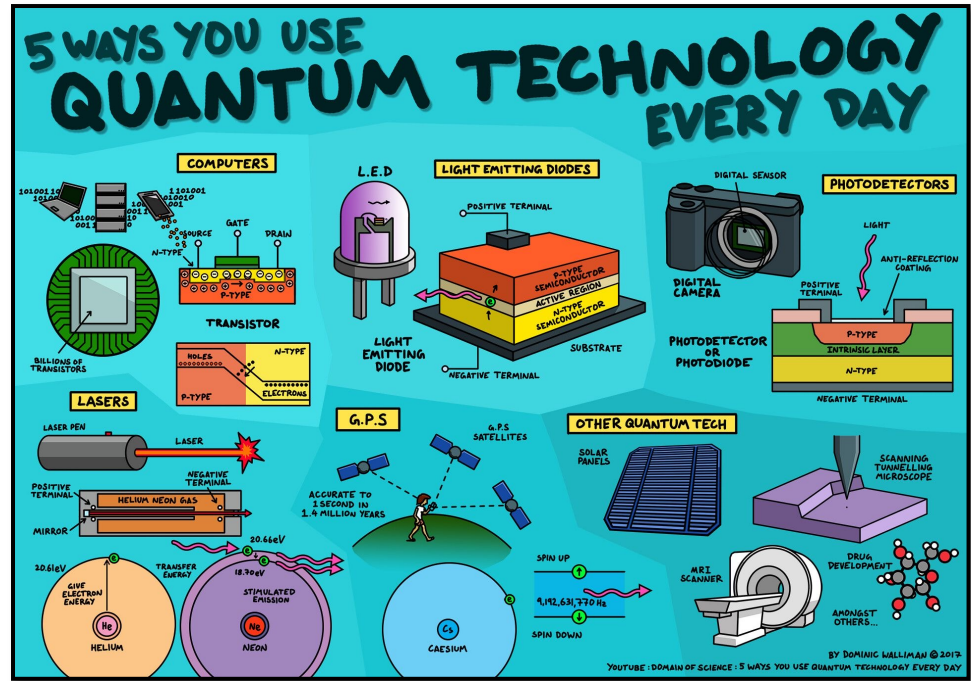 5 WAYS YOU USE
QUANTUM TECHNOLOGY
EVERY DAY
COMPUTERS
101001
1101001
N-TYPE
SOURCE
GATE
DRAIN
P-TYPE
TRANSISTOR
BILLIONS OF
TRANSISTORS
HOLES
N-TYPE
P-TYPE
ELECTRONS
LIGHT EMITTING DIODES
L.E.D
POSITIVE TERMINAL
P-TYPE
SEMICONDUCTOR
ACTIVE REGION
e
N-TYPE
SEMICONDUCTOR
SUBSTRATE
LIGHT
EMITTING
DIODE
NEGATIVE TERMINAL
PHOTODETECTORS
DIGITAL SENSOR
DIGITAL
CAMERA
LIGHT
ANTI-REFLECTION
COATING
POSITIVE
TERMINAL
PHOTODETECTOR
OR
PHOTODIODE
P-TYPE
INTRINSIC LAYER
N-TYPE
NEGATIVE TERMINAL
LASERS
LASER PEN
LASER
POSITIVE
TERMINAL
NEGATIVE
TERMINAL
HELIUM NEON GAS
MIRROR
20.61eV
e
GIVE
ELECTRON
ENERGY
He
HELIUM
TRANSFER
ENERGY
20.66eV
e
e
18.70eV
STIMULATED
EMISSION
Ne
NEON
G.P.S
G.P.S
SATELLITES
ACCURATE TO
1 SECOND IN
1.4 MILLION YEARS
e
Cs
CAESIUM
SPIN UP
9,192,631,770 Hz
SPIN DOWN
OTHER QUANTUM TECH
SOLAR
PANELS
SCANNING
TUNNELLING
MICROSCOPE
MRI
SCANNER
DRUG
DEVELOPMENT
AMONGST
OTHERS...
BY DOMINIC WALLIMAN © 2017
YOUTUBE : DOMAIN OF SCIENCE : 5 WAYS YOU USE QUANTUM TECHNOLOGY EVERY DAY